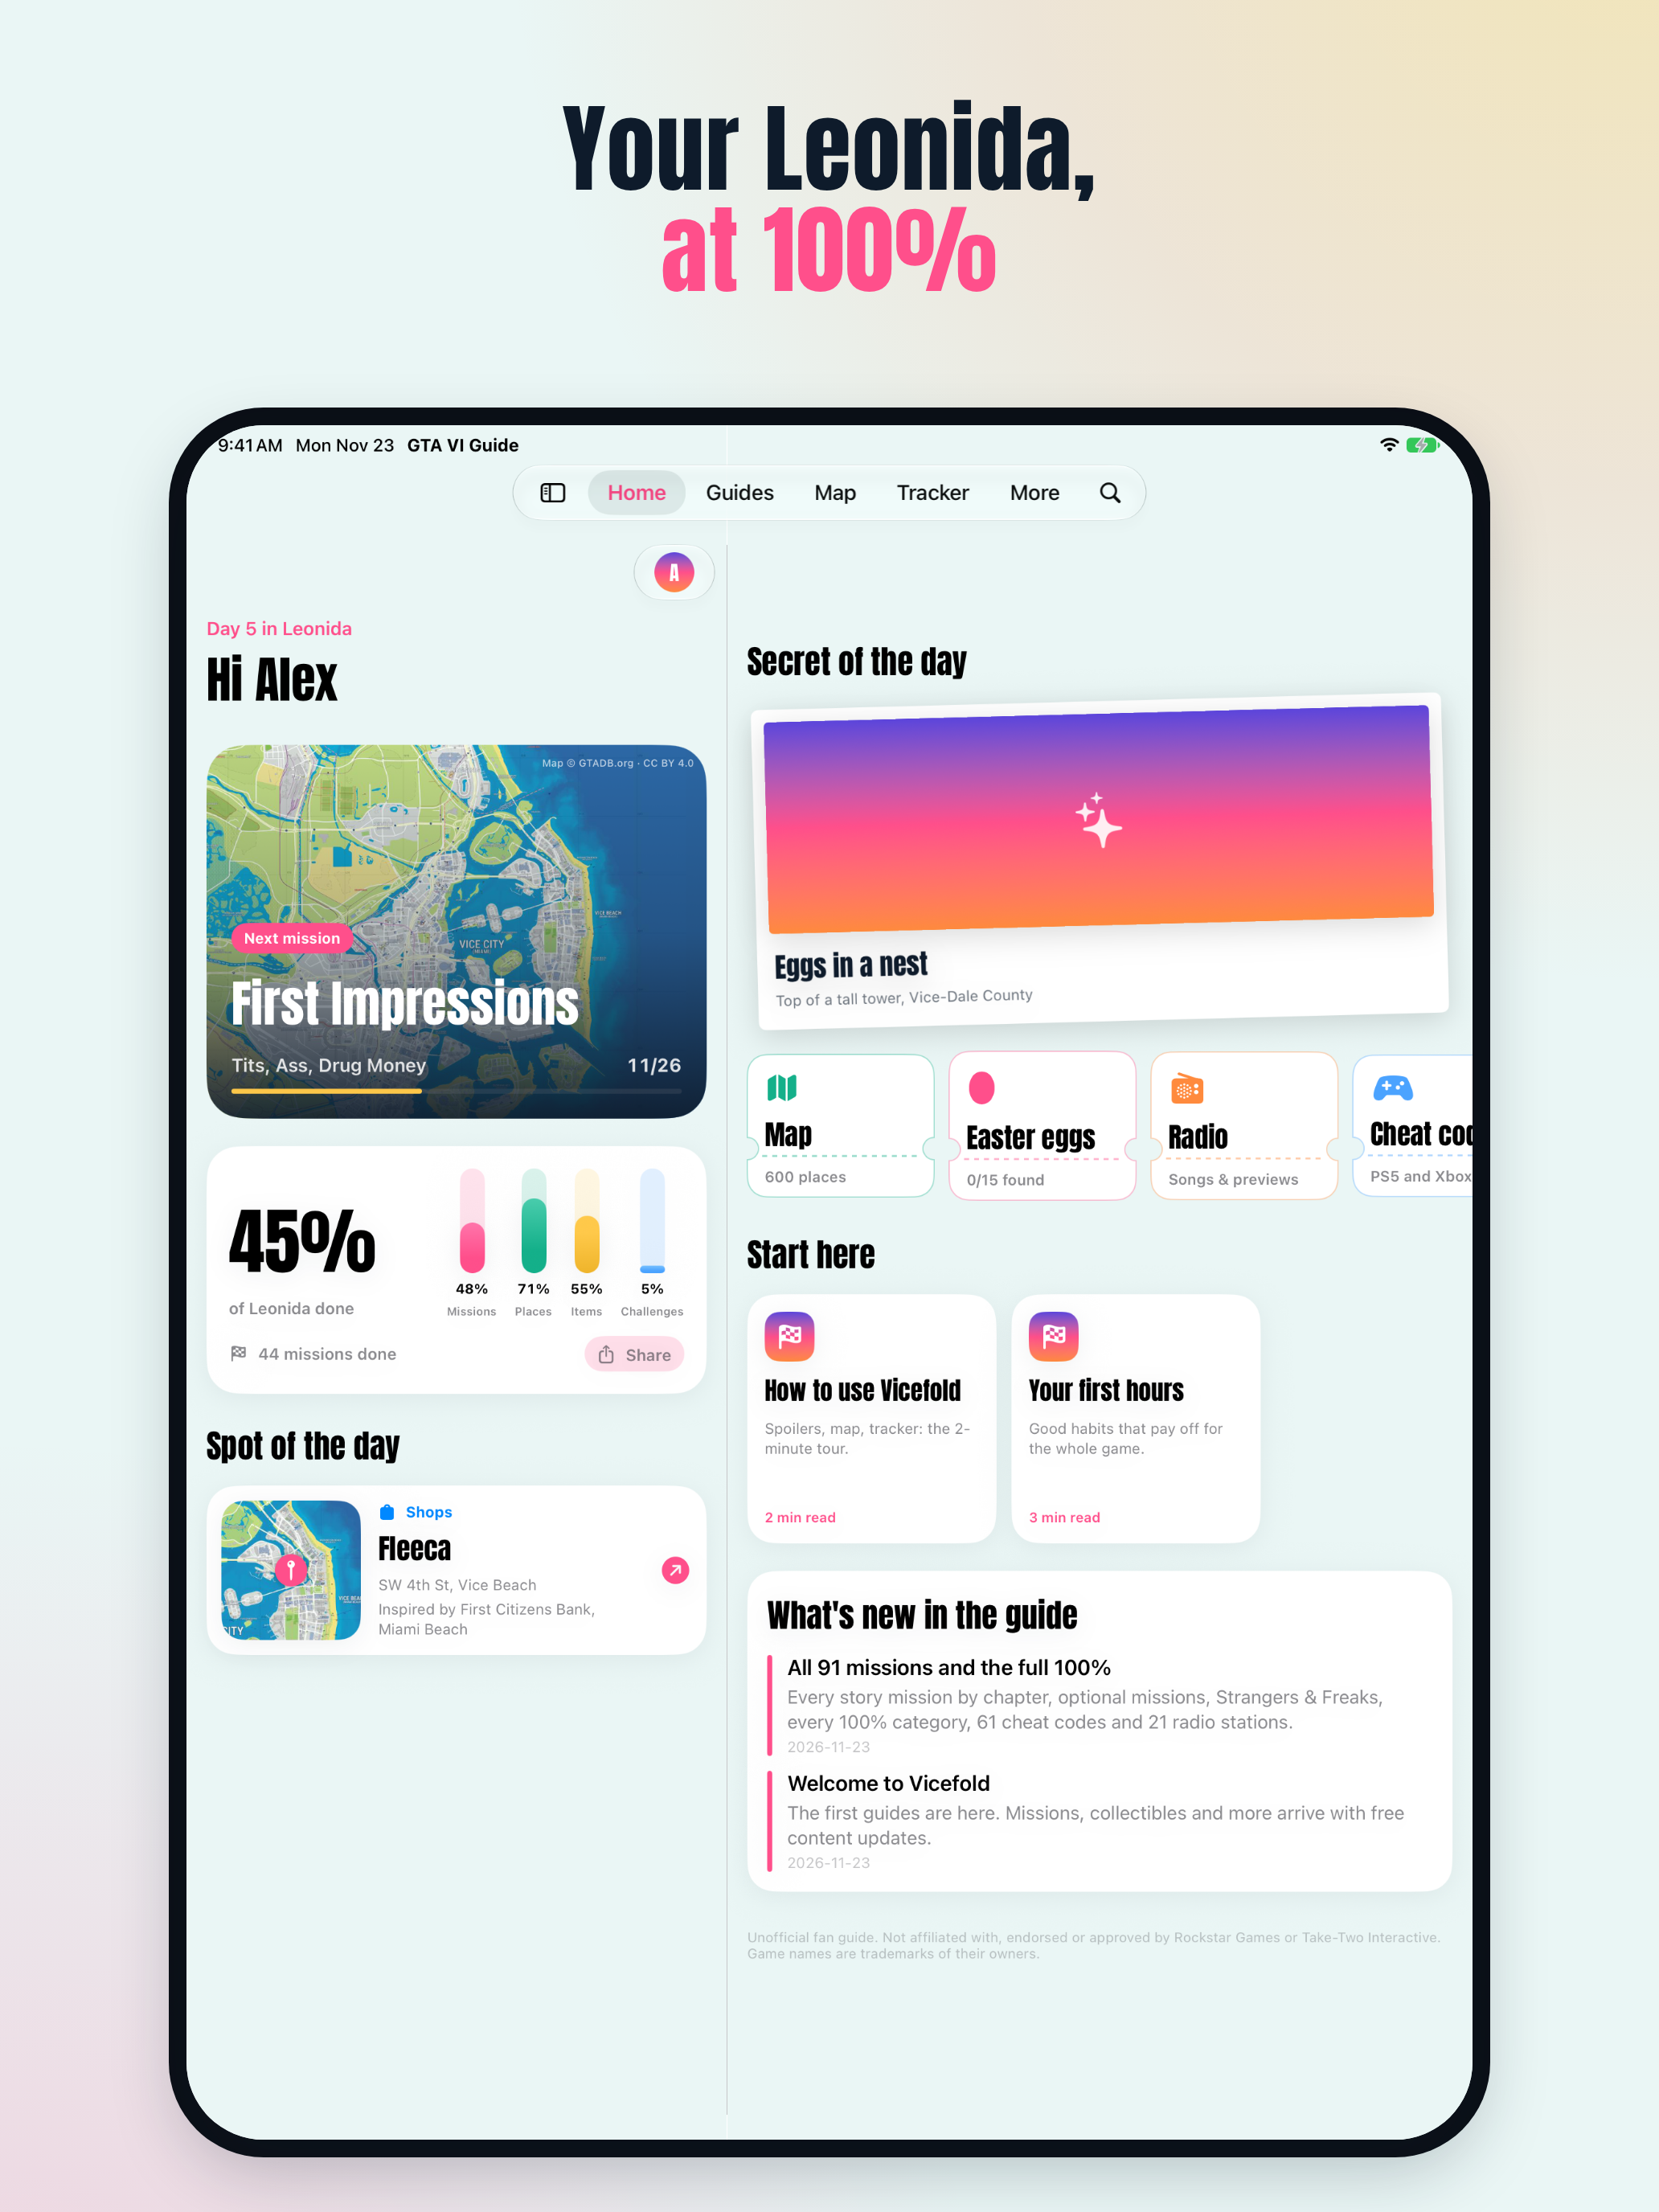 Your Leonida,
at 100%
9:41 AM Mon Nov 23 GTA VI Guide
Home Guides Map Tracker More
A
Day 5 in Leonida
Hi Alex
Map © GTADB.org · CC BY 4.0
VICE BEACH
VICE CITY
Next mission
First Impressions
Tits, Ass, Drug Money 11/26
45%
of Leonida done
48% 71% 55% 5%
Missions Places Items Challenges
44 missions done
Share
Spot of the day
Shops
Fleeca
SW 4th St, Vice Beach
Inspired by First Citizens Bank,
Miami Beach
VICE BEA
CITY
Secret of the day
Eggs in a nest
Top of a tall tower, Vice-Dale County
Map
600 places
Easter eggs
0/15 found
Radio
Songs & previews
Cheat coc
PS5 and Xbox
Start here
How to use Vicefold
Spoilers, map, tracker: the 2-
minute tour.
2 min read
Your first hours
Good habits that pay off for
the whole game.
3 min read
What's new in the guide
All 91 missions and the full 100%
Every story mission by chapter, optional missions, Strangers & Freaks,
every 100% category, 61 cheat codes and 21 radio stations.
2026-11-23
Welcome to Vicefold
The first guides are here. Missions, collectibles and more arrive with free
content updates.
2026-11-23
Unofficial fan guide. Not affiliated with, endorsed or approved by Rockstar Games or Take-Two Interactive.
Game names are trademarks of their owners.